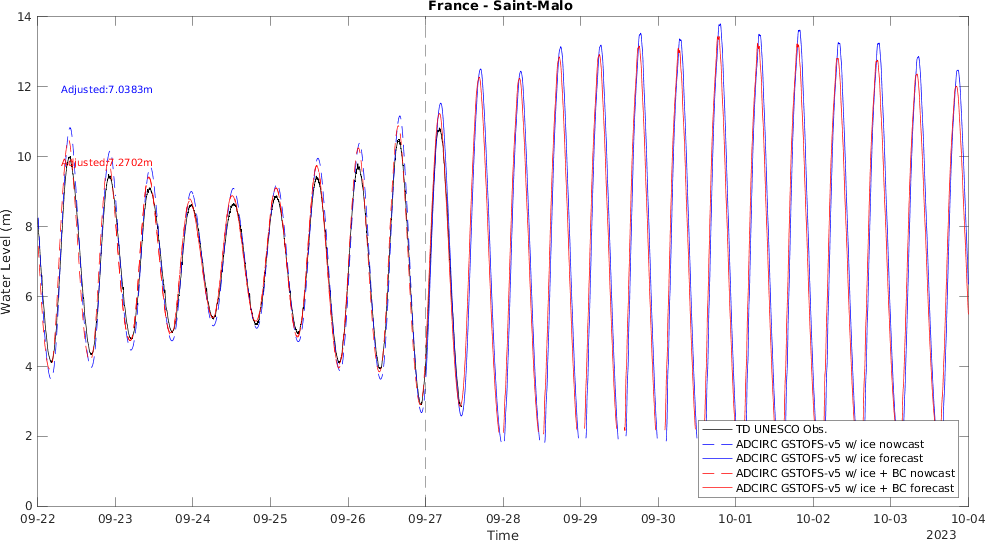 France - Saint-Malo
14
12
10
8
6
4
2
0
Water Level (m)
Adjusted:7.0383m
Adjusted:7.2702m
TD UNESCO Obs.
ADCIRC GSTOFS-v5 w/ ice nowcast
ADCIRC GSTOFS-v5 w/ ice forecast
ADCIRC GSTOFS-v5 w/ ice + BC nowcast
ADCIRC GSTOFS-v5 w/ ice + BC forecast
09-22 09-23 09-24 09-25 09-26 09-27 09-28 09-29 09-30 10-01 10-02 10-03 10-04
Time
2023